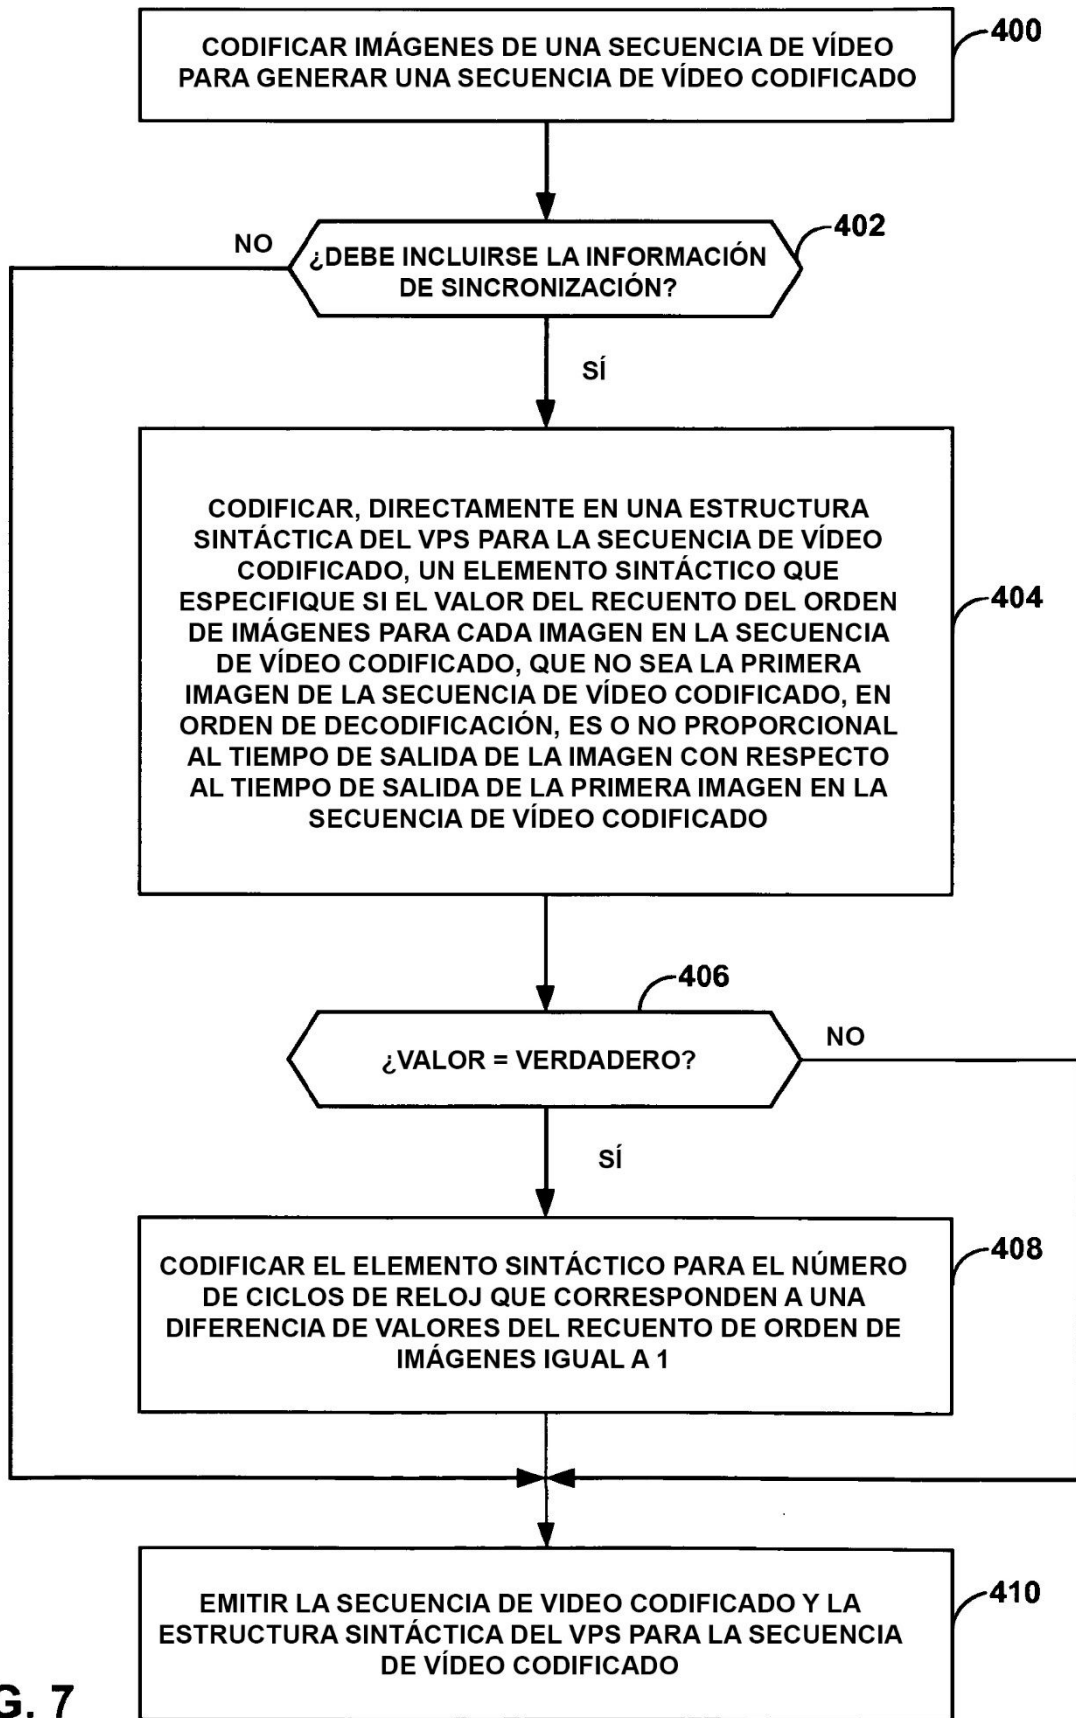 CODIFICAR IMÁGENES DE UNA SECUENCIA DE VÍDEO
PARA GENERAR UNA SECUENCIA DE VÍDEO CODIFICADO
400
NO
¿DEBE INCLUIRSE LA INFORMACIÓN
DE SINCRONIZACIÓN?
402
SÍ
CODIFICAR, DIRECTAMENTE EN UNA ESTRUCTURA
SINTÁCTICA DEL VPS PARA LA SECUENCIA DE VÍDEO
CODIFICADO, UN ELEMENTO SINTÁCTICO QUE
ESPECIFIQUE SI EL VALOR DEL RECUENTO DEL ORDEN
DE IMÁGENES PARA CADA IMAGEN EN LA SECUENCIA
DE VÍDEO CODIFICADO, QUE NO SEA LA PRIMERA
IMAGEN DE LA SECUENCIA DE VÍDEO CODIFICADO, EN
ORDEN DE DECODIFICACIÓN, ES O NO PROPORCIONAL
AL TIEMPO DE SALIDA DE LA IMAGEN CON RESPECTO
AL TIEMPO DE SALIDA DE LA PRIMERA IMAGEN EN LA
SECUENCIA DE VÍDEO CODIFICADO
404
406
¿VALOR = VERDADERO?
NO
SÍ
CODIFICAR EL ELEMENTO SINTÁCTICO PARA EL NÚMERO
DE CICLOS DE RELOJ QUE CORRESPONDEN A UNA
DIFERENCIA DE VALORES DEL RECUENTO DE ORDEN DE
IMÁGENES IGUAL A 1
408
EMITIR LA SECUENCIA DE VIDEO CODIFICADO Y LA
ESTRUCTURA SINTÁCTICA DEL VPS PARA LA SECUENCIA
DE VÍDEO CODIFICADO
410
G. 7